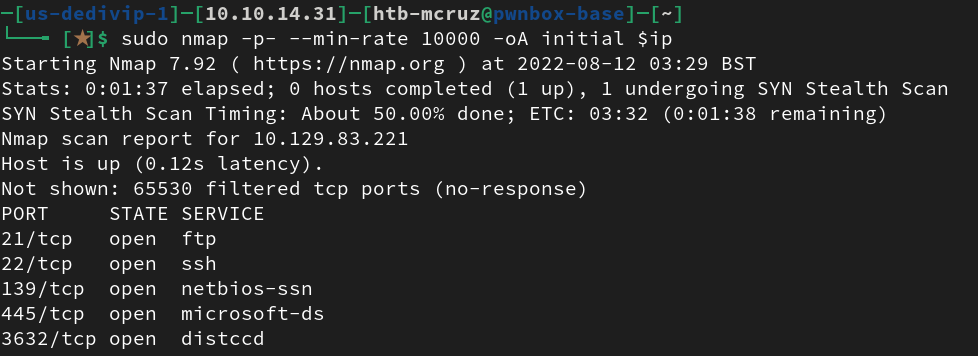 ─[us-dedivip-1]─[10.10.14.31]─[htb-mcruz@pwnbox-base]─[~]
└──╼ [★]$ sudo nmap -p- --min-rate 10000 -oA initial $ip
Starting Nmap 7.92 ( https://nmap.org ) at 2022-08-12 03:29 BST
Stats: 0:01:37 elapsed; 0 hosts completed (1 up), 1 undergoing SYN Stealth Scan
SYN Stealth Scan Timing: About 50.00% done; ETC: 03:32 (0:01:38 remaining)
Nmap scan report for 10.129.83.221
Host is up (0.12s latency).
Not shown: 65530 filtered tcp ports (no-response)
PORT     STATE SERVICE
21/tcp   open  ftp
22/tcp   open  ssh
139/tcp  open  netbios-ssn
445/tcp  open  microsoft-ds
3632/tcp open  distccd